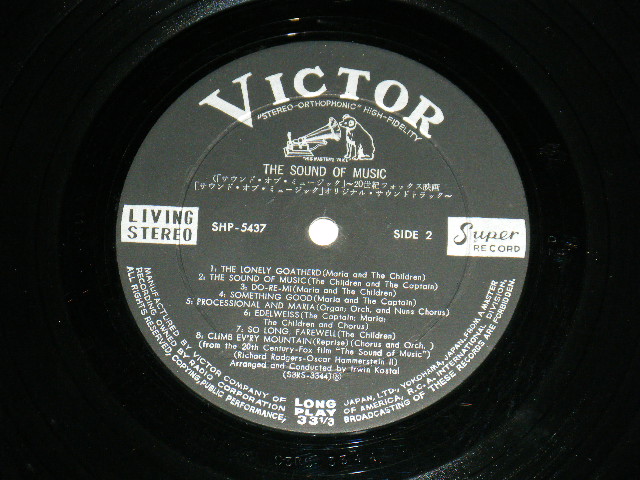 VICTOR
"STEREO-ORTHOPHONIC" HIGH-FIDELITY
"HIS MASTER'S VOICE"
THE SOUND OF MUSIC
(「サウンド・オブ・ミュージック」〜20世紀フォックス映画
「サウンド・オブ・ミュージック」オリジナル・サウンドトラック〜
LIVING
STEREO
SHP-5437
SIDE 2
Super
RECORD
1; THE LONELY GOATHERD(Maria and The Children)
2: THE SOUND OF MUSIC(The Children and The Captain)
3; DO-RE-MI(Maria and The Children)
4; SOMETHING GOOD(Maria and The Captain)
5; PROCESSIONAL AND MARIA(Organ; Orch, and Nuns Chorus)
6; EDELWEISS(The Captain; Maria;
The Children and Chorus)
7; SO LONG, FAREWELL(The Children)
8; CLIMB EV'RY MOUNTAIN(Reprise) (Chorus and Orch.)
(from the 20th Century-Fox film "The Sound of Music")
(Richard Rodgers-Oscar Hammerstein II)
Arranged and Conducted by Irwin Kostal
LONG
PLAY
33 1/3
MANUFACTURED BY VICTOR COMPANY OF JAPAN, LTD., YOKOHAMA, JAPAN, FROM A MASTER
RECORDING OWNED BY RADIO CORPORATION OF AMERICA, R.C.A. INTERNATIONAL DIVISION,
ALL RIGHTS RESERVED, COPYING, PUBLIC PERFORMANCE, BROADCASTING OF THESE RECORDS ARE FORBIDDEN.